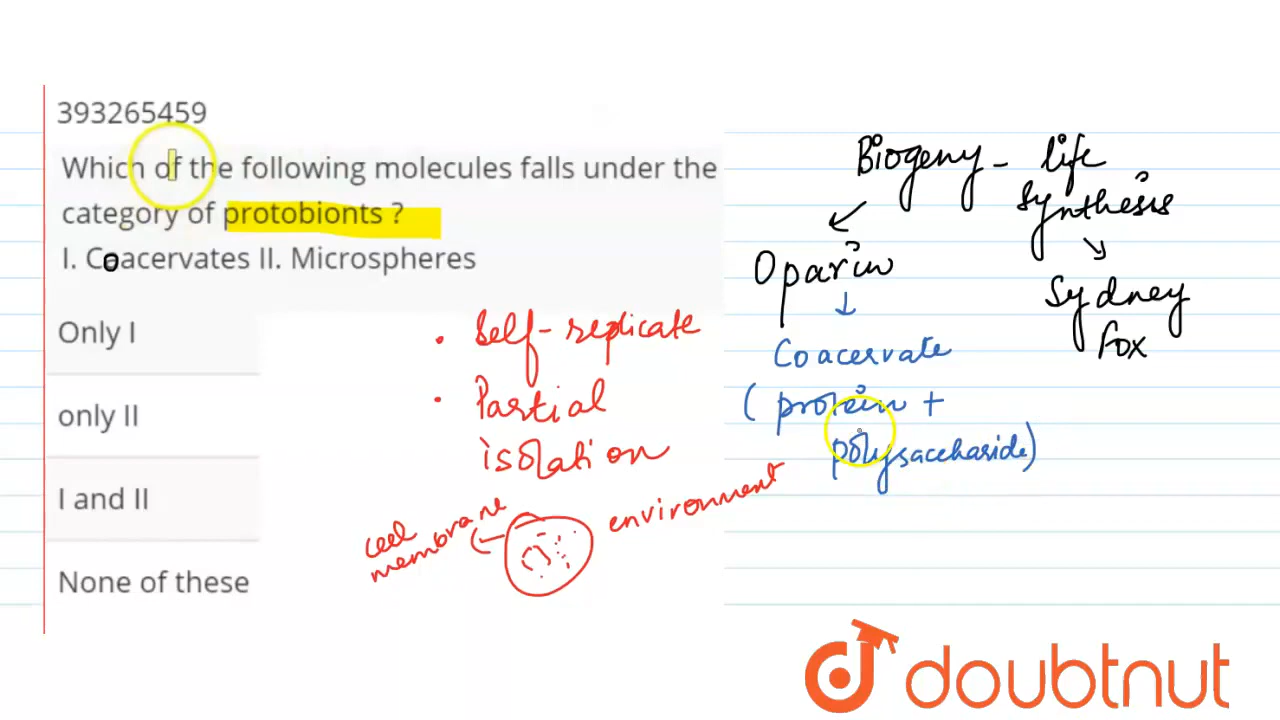 393265459
Which of the following molecules falls under the
category of protobionts ?
I. Coacervates II. Microspheres
Only I
only II
I and II
None of these
• Self-replicate
• Partial
isolation
cell
membrane
environment
Biogeny - life
synthesis
Oparin
Sydney
Fox
Coacervate
( protein +
polysaccharide)
doubtnut